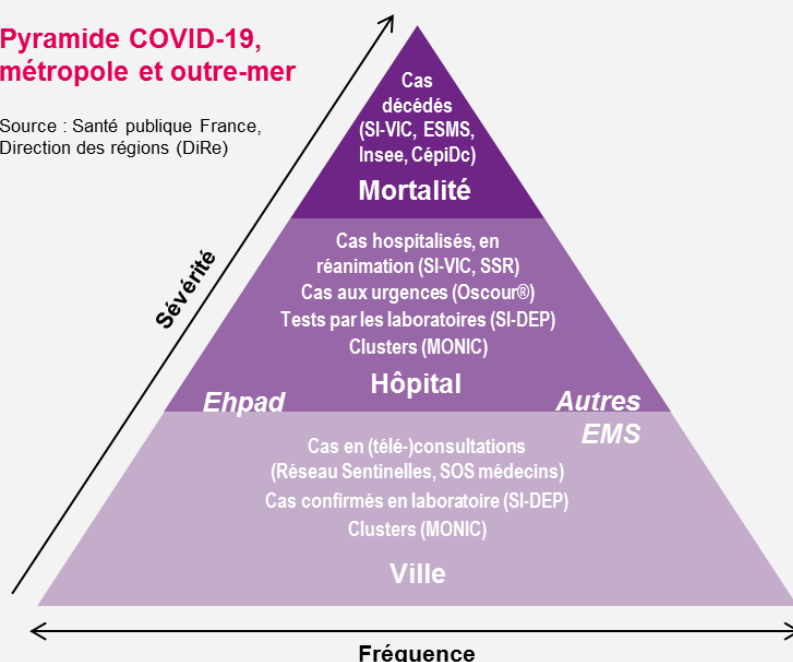 Pyramide COVID-19,
métropole et outre-mer
Source : Santé publique France,
Direction des régions (DiRe)
Sévérité
Cas
décédés
(SI-VIC, ESMS,
Insee, CépiDc)
Mortalité
Cas hospitalisés, en
réanimation (SI-VIC, SSR)
Cas aux urgences (Oscour®)
Tests par les laboratoires (SI-DEP)
Clusters (MONIC)
Hôpital
Ehpad
Autres
EMS
Cas en (télé-)consultations
(Réseau Sentinelles, SOS médecins)
Cas confirmés en laboratoire (SI-DEP)
Clusters (MONIC)
Ville
Fréquence